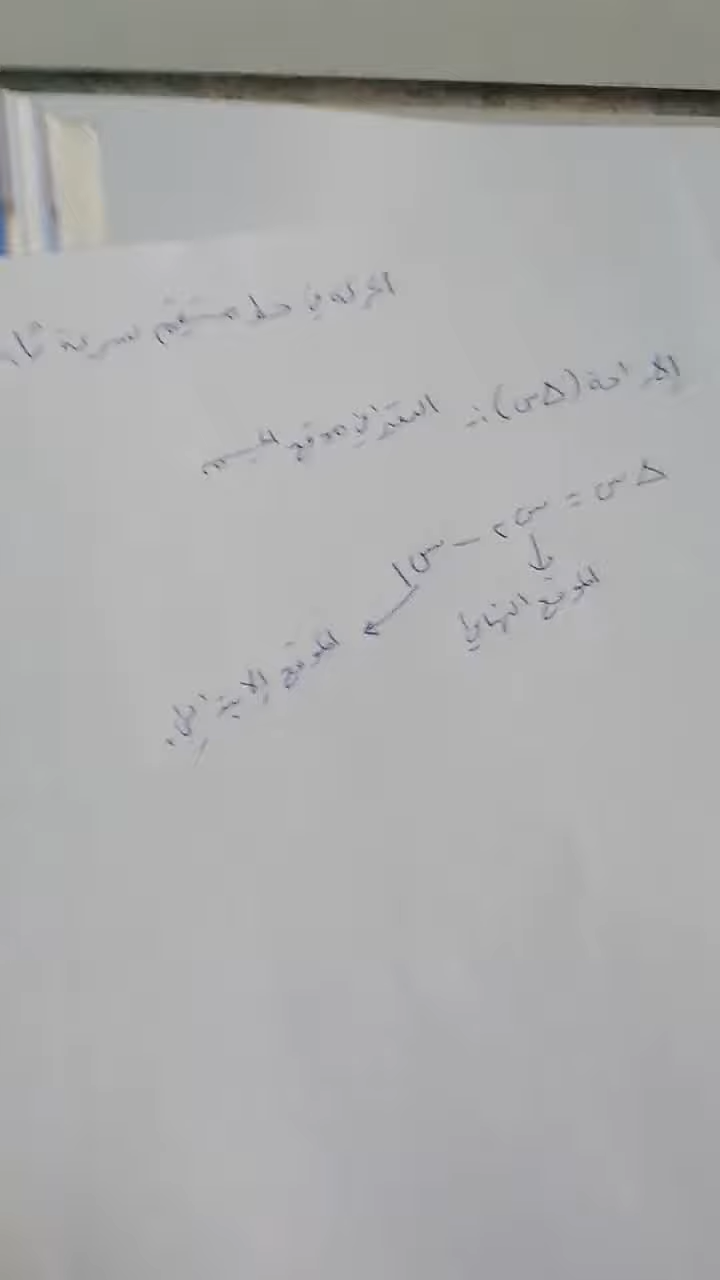 الحركة في خط مستقيم بسرعة ثا
الإزاحة (Δس): التغير في موقع الجسم
Δس = س٢ - س١
الموقع النهائي
الموقع الابتدائي